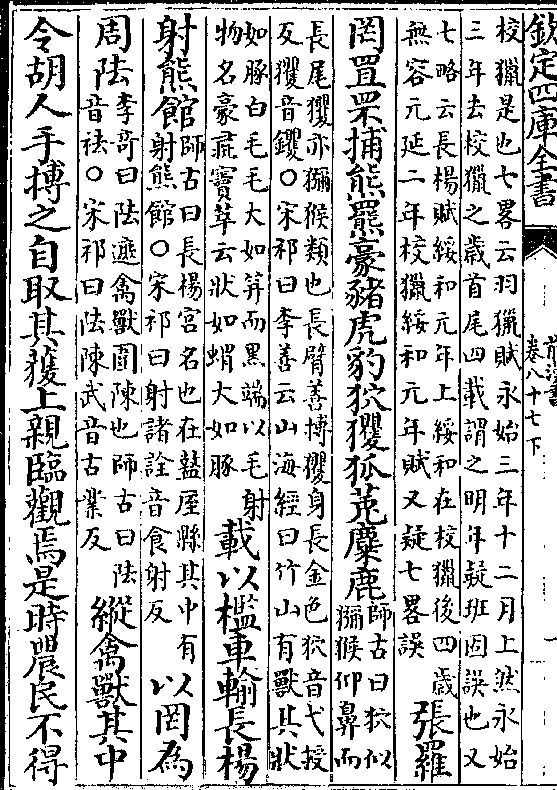 欽定四庫全書
前漢書
卷八十七下
校獵是也七畧云羽獵賦永始三年十二月上然永始
三年去校獵之歲首尾四載謂之明年疑班固誤也又
七略云長楊賦綏和元年上綏和在校獵後四歲
無容元延二年校獵綏和元年賦又疑七畧誤
張羅
罔罝罘捕熊羆豪豬虎豹狖玃狐菟麋鹿
師古曰狖似
獼猴仰鼻而
長尾玃亦獼猴類也長臂善搏玃身長金色狖音弋授
反玃音钁○宋祁曰李善云山海經曰竹山有獸其狀
如豚白毛毛大如筓而黒端以毛射
物名豪彘竇苹云狀如蝟大如豚
載以檻車輸長楊
射熊館
師古曰長楊宮名也在盩厔縣其中有
射熊館○宋祁曰射諸詮音食射反
以罔為
周阹
李竒曰阹遮禽獸圍陳也師古曰阹
音祛○宋祁曰阹陳武音古業反
縱禽獸其中
令胡人手搏之自取其獲上親臨觀焉是時農民不得